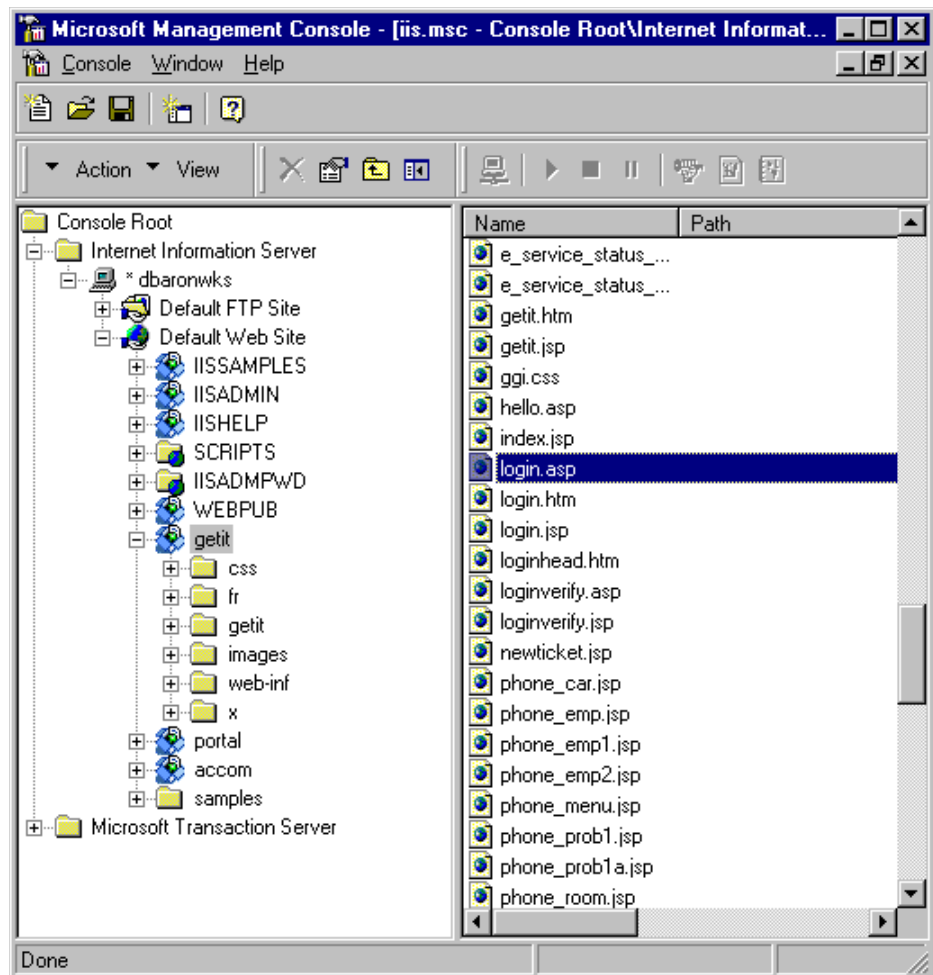 Microsoft Management Console - [iis.msc - Console Root\Internet Informat...
Console Window Help
Action View
Console Root
Internet Information Server
* dbaronwks
Default FTP Site
Default Web Site
IISSAMPLES
IISADMIN
IISHELP
SCRIPTS
IISADMPWD
WEBPUB
getit
css
fr
getit
images
web-inf
x
portal
accom
samples
Microsoft Transaction Server
Name Path
e_service_status_...
e_service_status_...
getit.htm
getit.jsp
ggi.css
hello.asp
index.jsp
login.asp
login.htm
login.jsp
loginhead.htm
loginverify.asp
loginverify.jsp
newticket.jsp
phone_car.jsp
phone_emp.jsp
phone_emp1.jsp
phone_emp2.jsp
phone_menu.jsp
phone_prob1.jsp
phone_prob1a.jsp
phone_room.jsp
Done